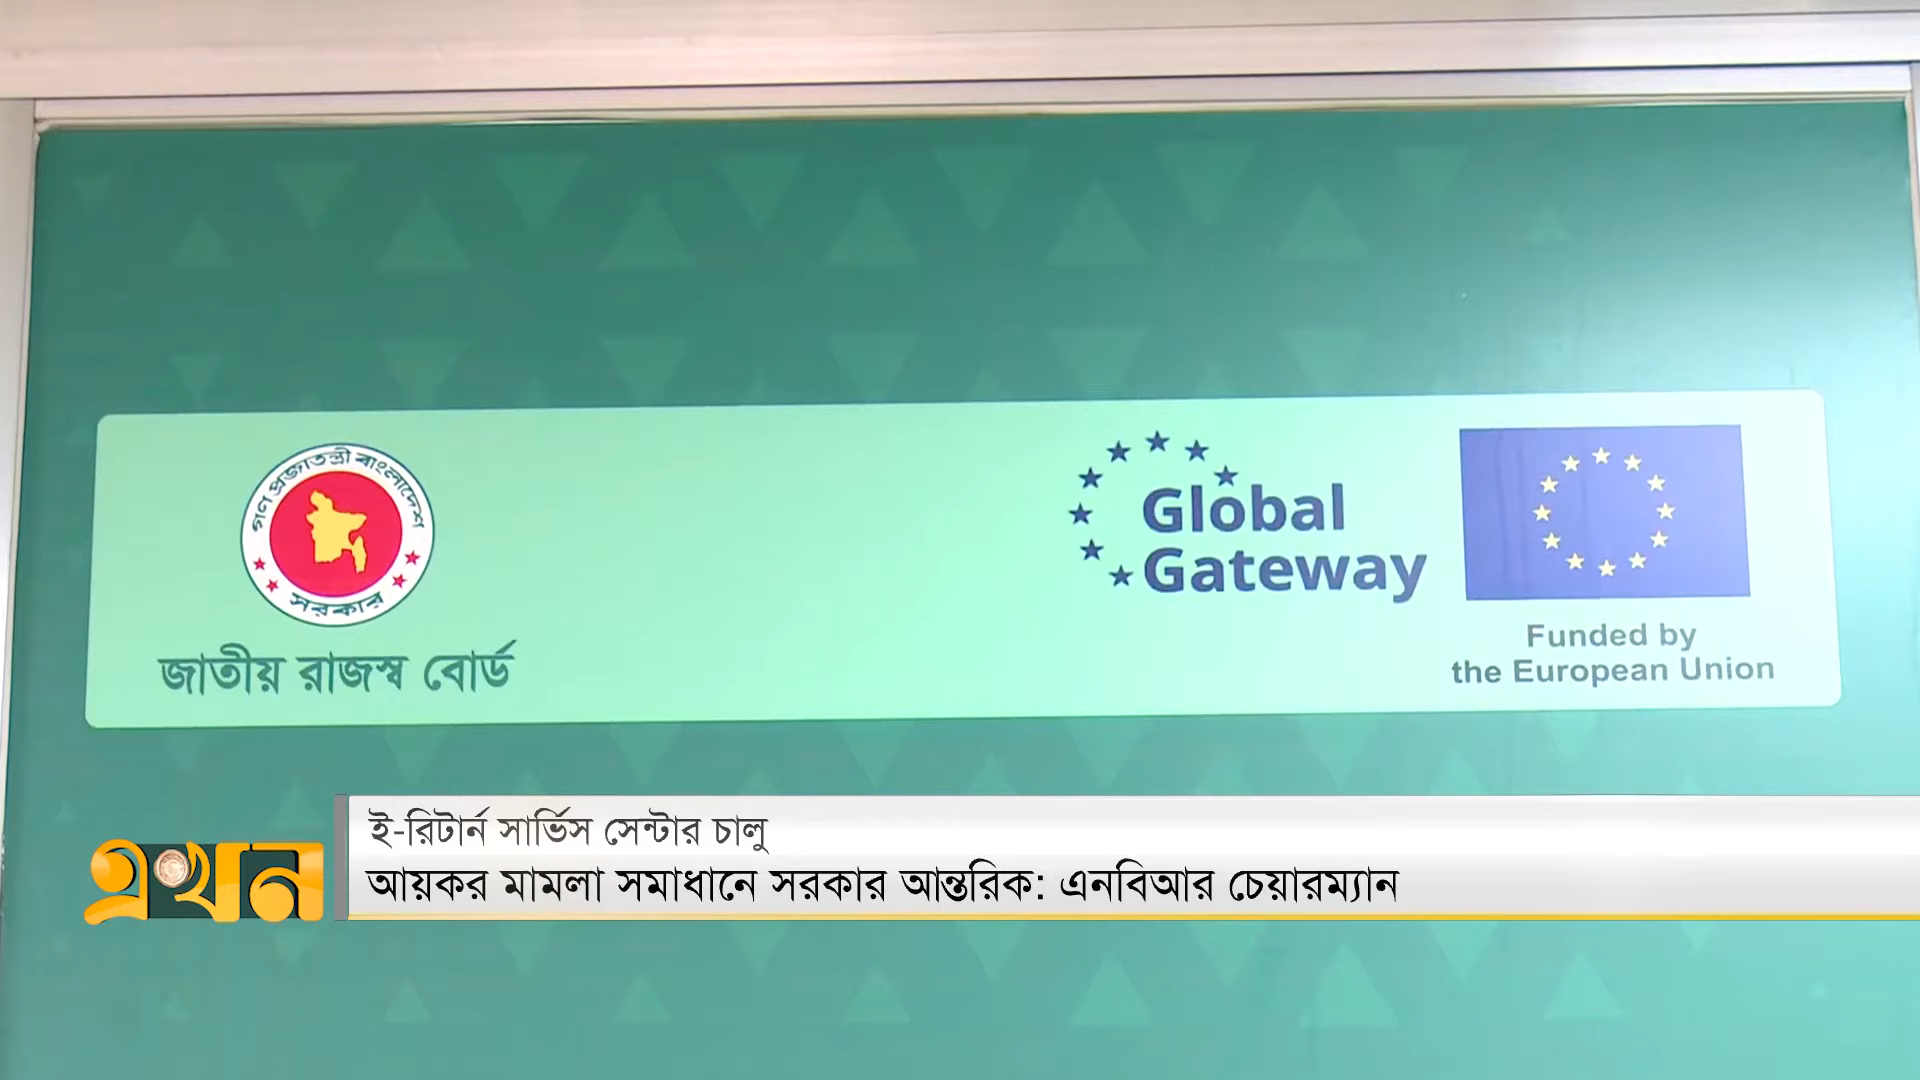 গণ প্রজাতন্ত্রী বাংলাদেশ
সরকার
জাতীয় রাজস্ব বোর্ড
Global
Gateway
Funded by
the European Union
এখন
ই-রিটার্ন সার্ভিস সেন্টার চালু
আয়কর মামলা সমাধানে সরকার আন্তরিক: এনবিআর চেয়ারম্যান